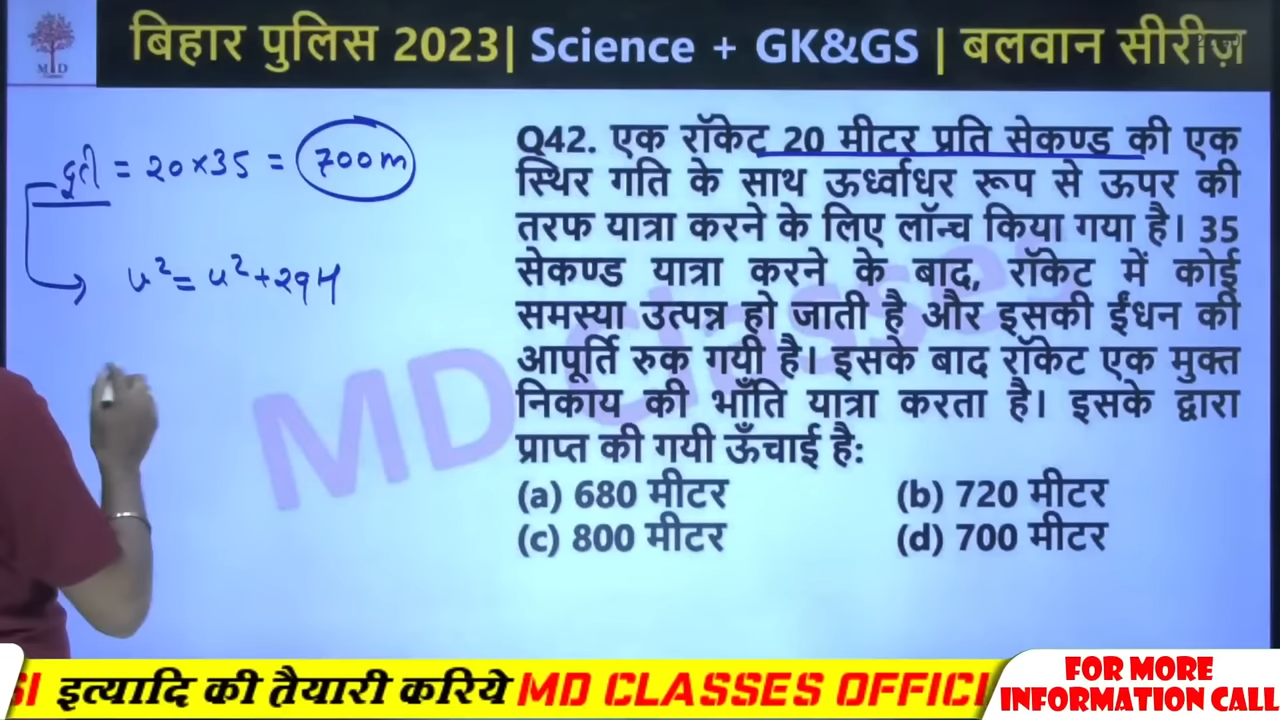 बिहार पुलिस 2023| Science + GK&GS | बलवान सीरीज़
MD
दुरी = 20×35 = 700m
u² = u² + 2gH
Q42. एक रॉकेट 20 मीटर प्रति सेकण्ड की एक
स्थिर गति के साथ ऊर्ध्वाधर रूप से ऊपर की
तरफ यात्रा करने के लिए लॉन्च किया गया है। 35
सेकण्ड यात्रा करने के बाद, रॉकेट में कोई
समस्या उत्पन्न हो जाती है और इसकी ईंधन की
आपूर्ति रुक गयी है। इसके बाद रॉकेट एक मुक्त
निकाय की भाँति यात्रा करता है। इसके द्वारा
प्राप्त की गयी ऊँचाई है:
(a) 680 मीटर (b) 720 मीटर
(c) 800 मीटर (d) 700 मीटर
MD Classes
SI इत्यादि की तैयारी करिये MD CLASSES OFFICI
FOR MORE
INFORMATION CALL